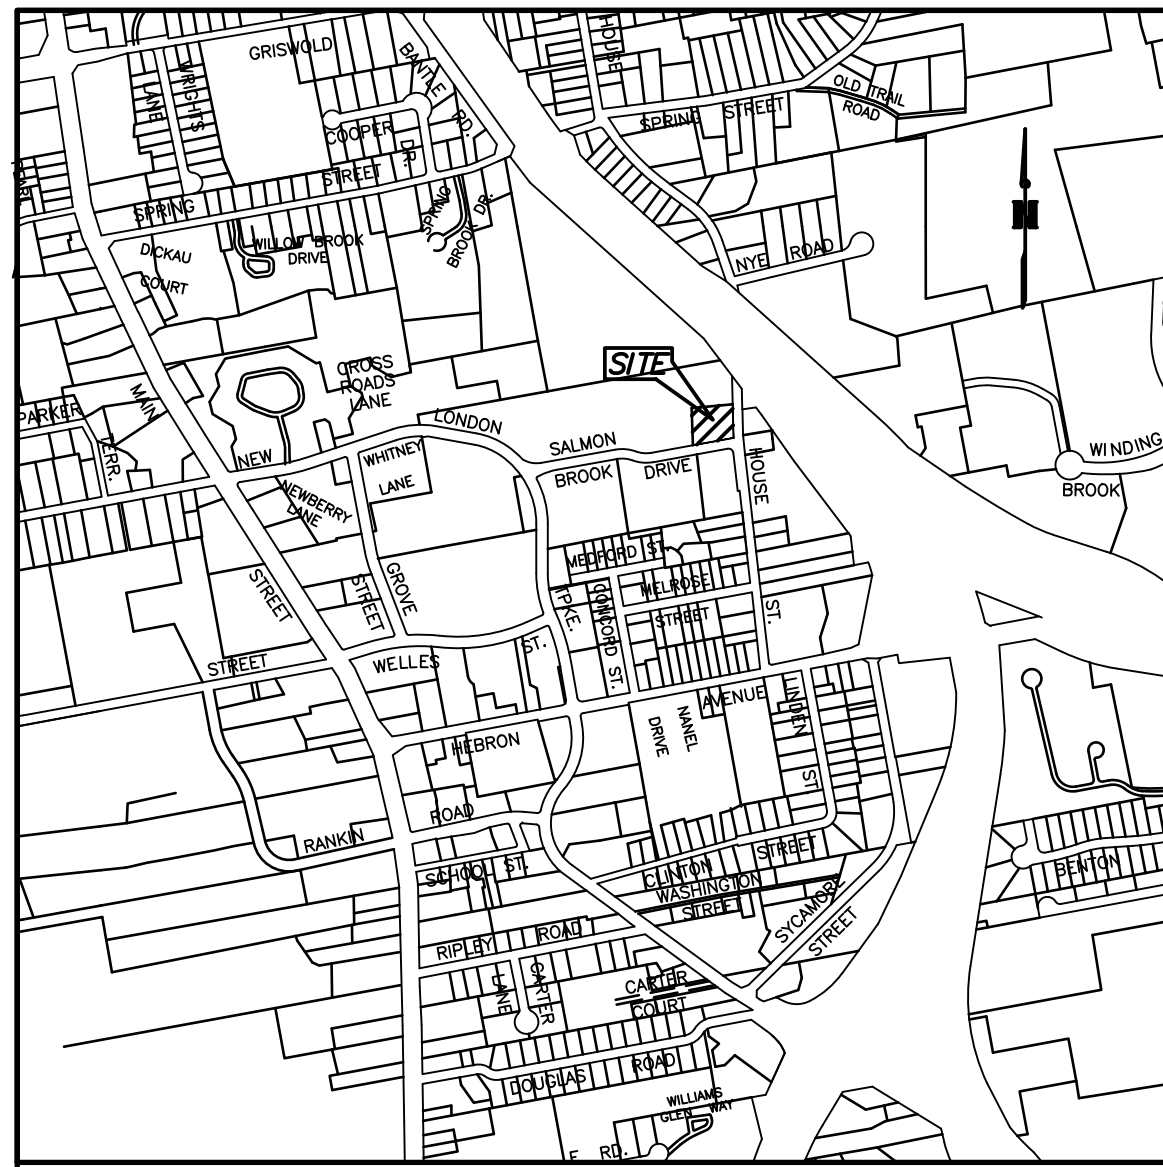 GRISWOLD
BANTLE
RD.
HOUSE
WRIGHTS
LANE
COOPER
DR.
OLD TRAIL
ROAD
SPRING STREET
PEARL
SPRING STREET
SPRING
BROOK DR.
DICKAU
COURT
WILLOW BROOK
DRIVE
NYE ROAD
N
SITE
CROSS
ROADS
LANE
PARKER
TERR.
MAIN
NEW LONDON
WHITNEY
LANE
SALMON
BROOK DRIVE
HOUSE
WINDING
BROOK
NEWBERRY
LANE
STREET
GROVE
STREET
TPKE.
MEDFORD ST.
CONCORD ST.
MELROSE
STREET
ST.
STREET
WELLES
ST.
HEBRON
AVENUE
NANEL
DRIVE
LINDEN
ST.
RANKIN
ROAD
SCHOOL ST.
CLINTON
STREET
WASHINGTON
STREET
SYCAMORE
STREET
BENTON
RIPLEY ROAD
CARTER
LANE
CARTER
COURT
DOUGLAS ROAD
WILLIAMS
GLEN WAY
E RD.